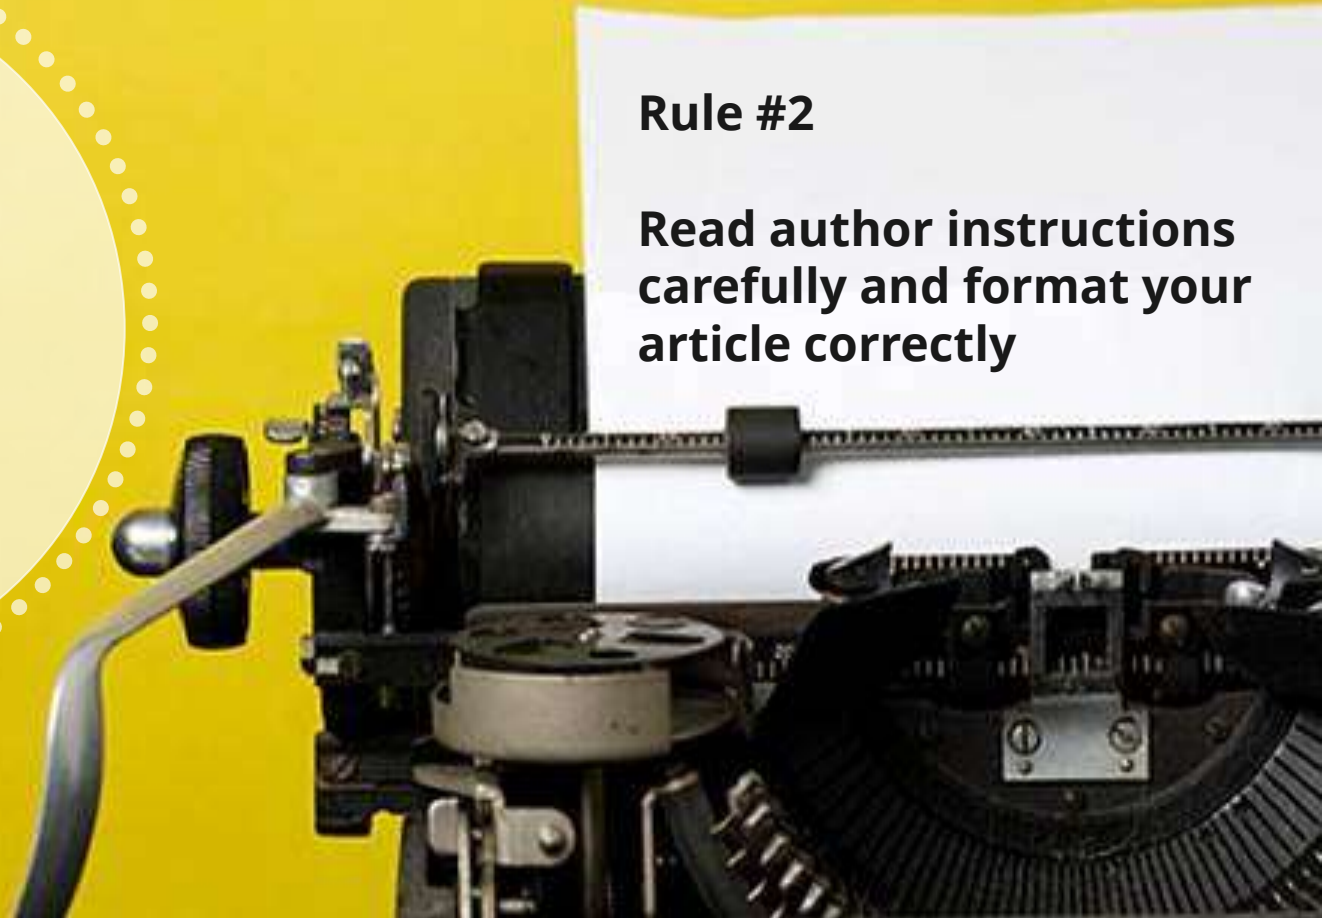 Rule #2
Read author instructions
carefully and format your
article correctly